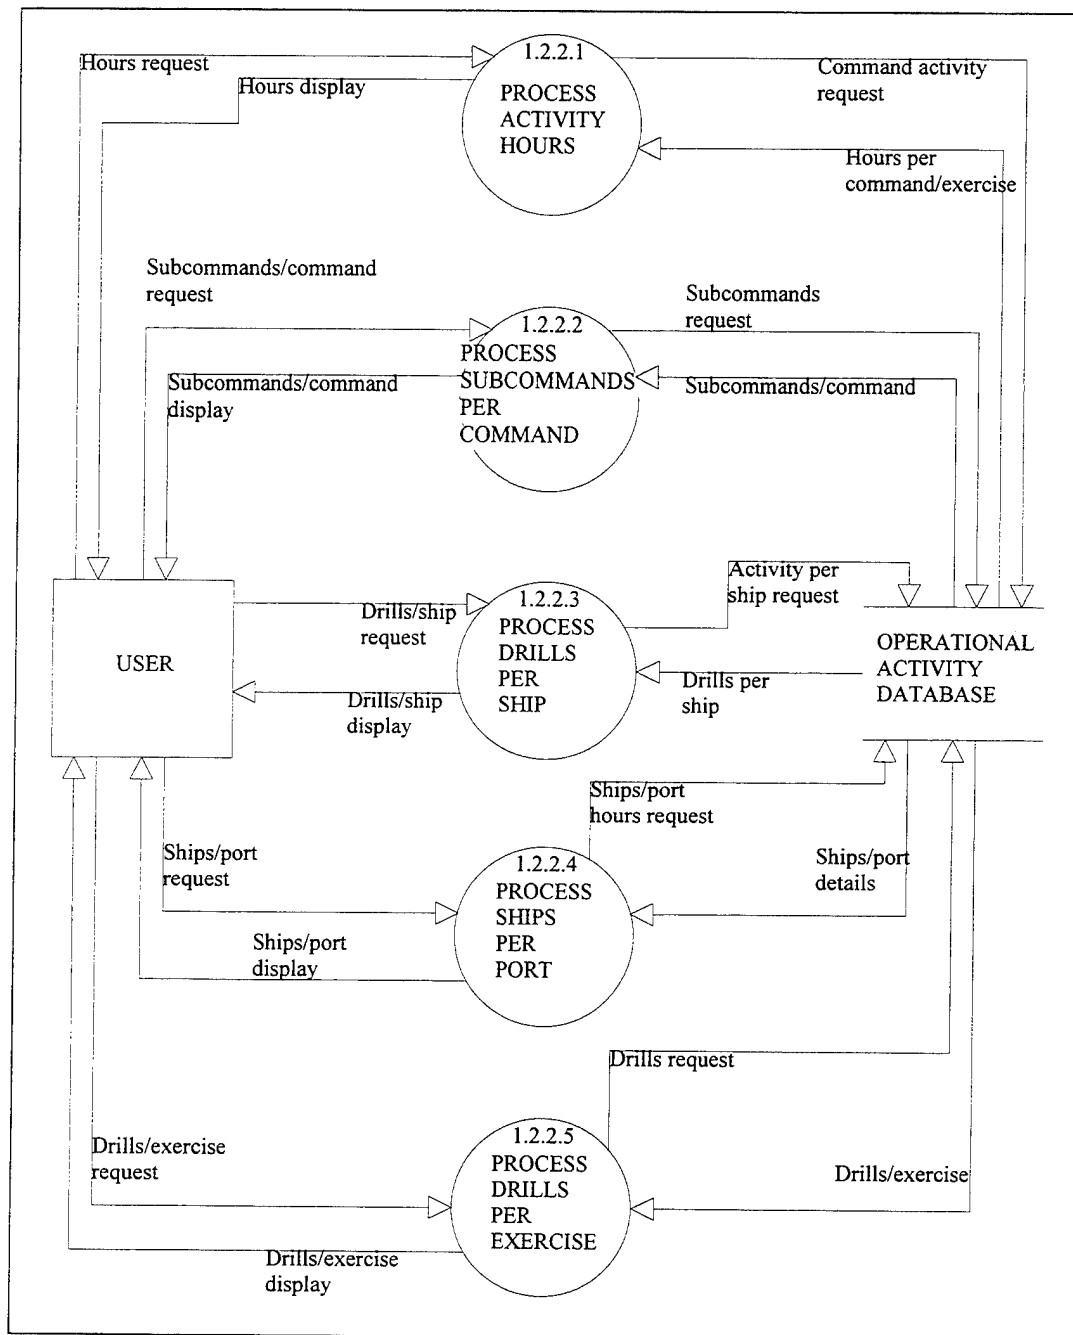 1.2.2.1
PROCESS
ACTIVITY
HOURS
Hours request
Hours display
Command activity
request
Hours per
command/exercise
Subcommands/command
request
1.2.2.2
PROCESS
SUBCOMMANDS
PER
COMMAND
Subcommands
request
Subcommands/command
display
Subcommands/command
USER
Drills/ship
request
Drills/ship
display
1.2.2.3
PROCESS
DRILLS
PER
SHIP
Activity per
ship request
Drills per
ship
OPERATIONAL
ACTIVITY
DATABASE
Ships/port
hours request
Ships/port
request
Ships/port
display
1.2.2.4
PROCESS
SHIPS
PER
PORT
Ships/port
details
Drills request
Drills/exercise
request
1.2.2.5
PROCESS
DRILLS
PER
EXERCISE
Drills/exercise
Drills/exercise
display